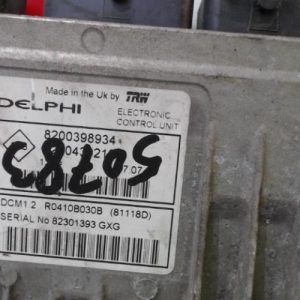 Made in the Uk by TRW
DELPHI
ELECTRONIC CONTROL UNIT
8200398934
50783
DCM1.2 R0410B030B (81118D)
SERIAL No 82301393 GXG